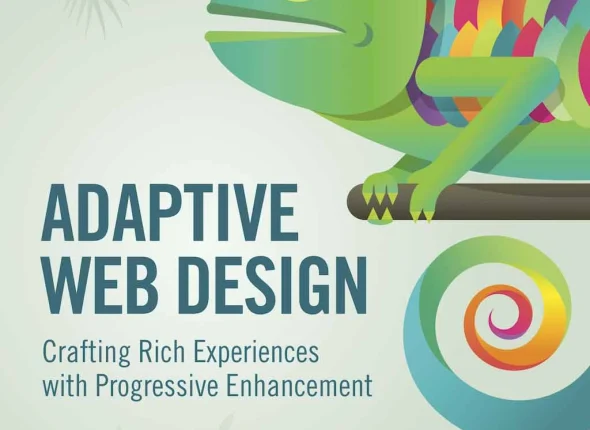 ADAPTIVE
WEB DESIGN
Crafting Rich Experiences
with Progressive Enhancement